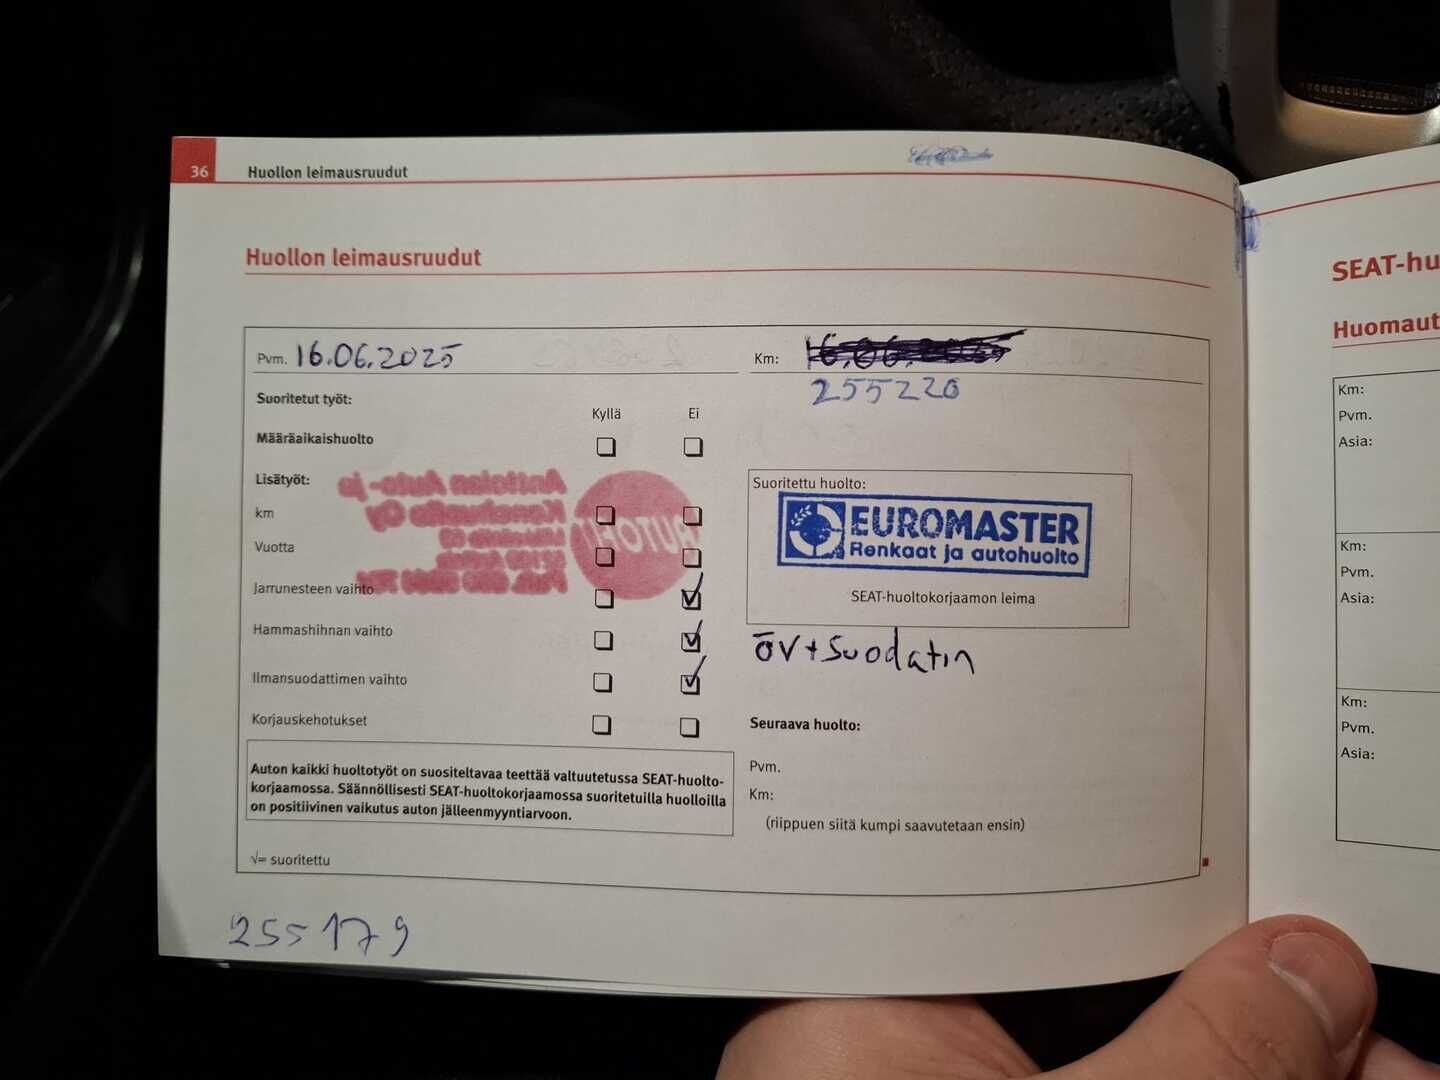 36 Huollon leimausruudut
Huollon leimausruudut
Pvm. 16.06.2025
Km: 16.06.2025
255220
Suoritetut työt:
Kyllä Ei
Määräaikaishuolto
Lisätyöt:
km
Vuotta
Jarrunesteen vaihto
Hammashihnan vaihto
Ilmansuodattimen vaihto
Korjauskehotukset
Auton kaikki huoltotyöt on suositeltavaa teettää valtuutetussa SEAT-huolto-
korjaamossa. Säännöllisesti SEAT-huoltokorjaamossa suoritetuilla huolloilla
on positiivinen vaikutus auton jälleenmyyntiarvoon.
√= suoritettu
255179
Suoritettu huolto:
EUROMASTER
Renkaat ja autohuolto
SEAT-huoltokorjaamon leima
öv+suodatin
Seuraava huolto:
Pvm.
Km:
(riippuen siitä kumpi saavutetaan ensin)
AUTOFIT
SEAT-hu
Huomaut
Km:
Pvm.
Asia:
Km:
Pvm.
Asia:
Km:
Pvm.
Asia: